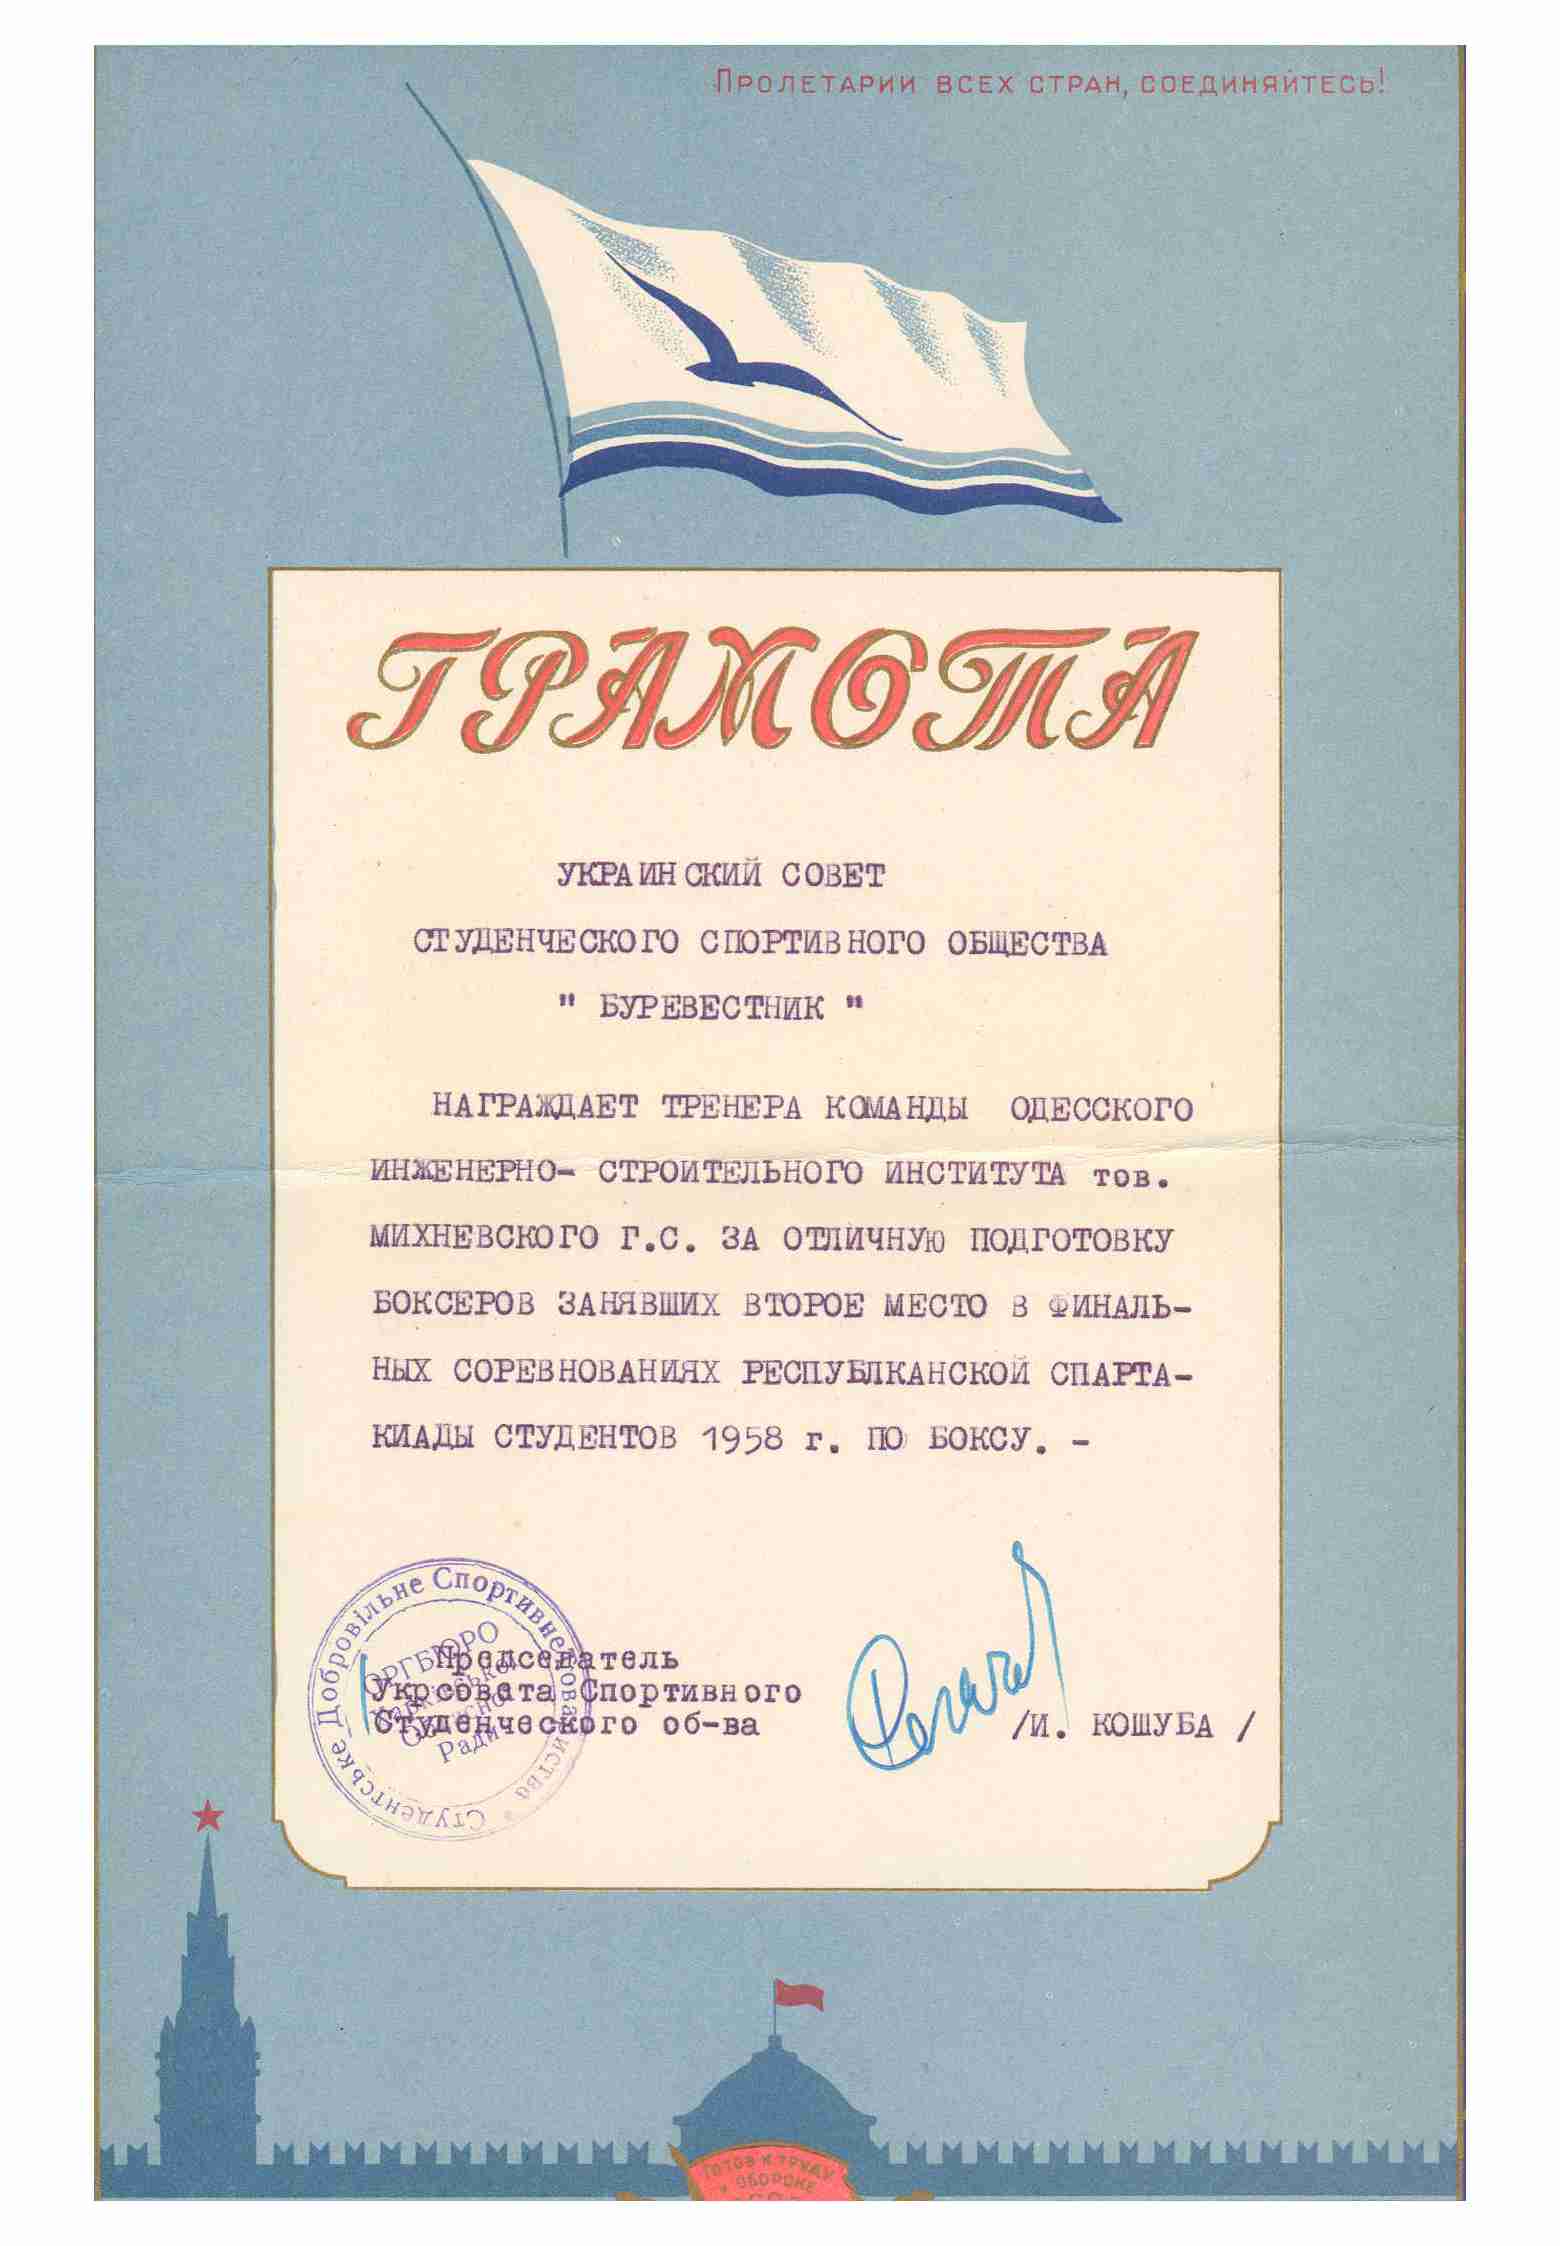 Пролетарии всех стран, соединяйтесь!
ГРАМОТА
УКРАИНСКИЙ СОВЕТ
СТУДЕНЧЕСКОГО СПОРТИВНОГО ОБЩЕСТВА
" БУРЕВЕСТНИК "
НАГРАЖДАЕТ ТРЕНЕРА КОМАНДЫ ОДЕССКОГО
ИНЖЕНЕРНО- СТРОИТЕЛЬНОГО ИНСТИТУТА тов.
МИХНЕВСКОГО Г.С. ЗА ОТЛИЧНУЮ ПОДГОТОВКУ
БОКСЕРОВ ЗАНЯВШИХ ВТОРОЕ МЕСТО В ФИНАЛЬ-
НЫХ СОРЕВНОВАНИЯХ РЕСПУБЛКАНСКОЙ СПАРТА-
КИАДЫ СТУДЕНТОВ 1958 г. ПО БОКСУ. -
Студентське Добровільне Спортивне Товариство
ОРГБЮРО
Ради
Председатель
Укрсовета Спортивного
Студенческого об-ва
/И. КОШУБА /
ГОТОВ К ТРУДУ
И ОБОРОНЕ